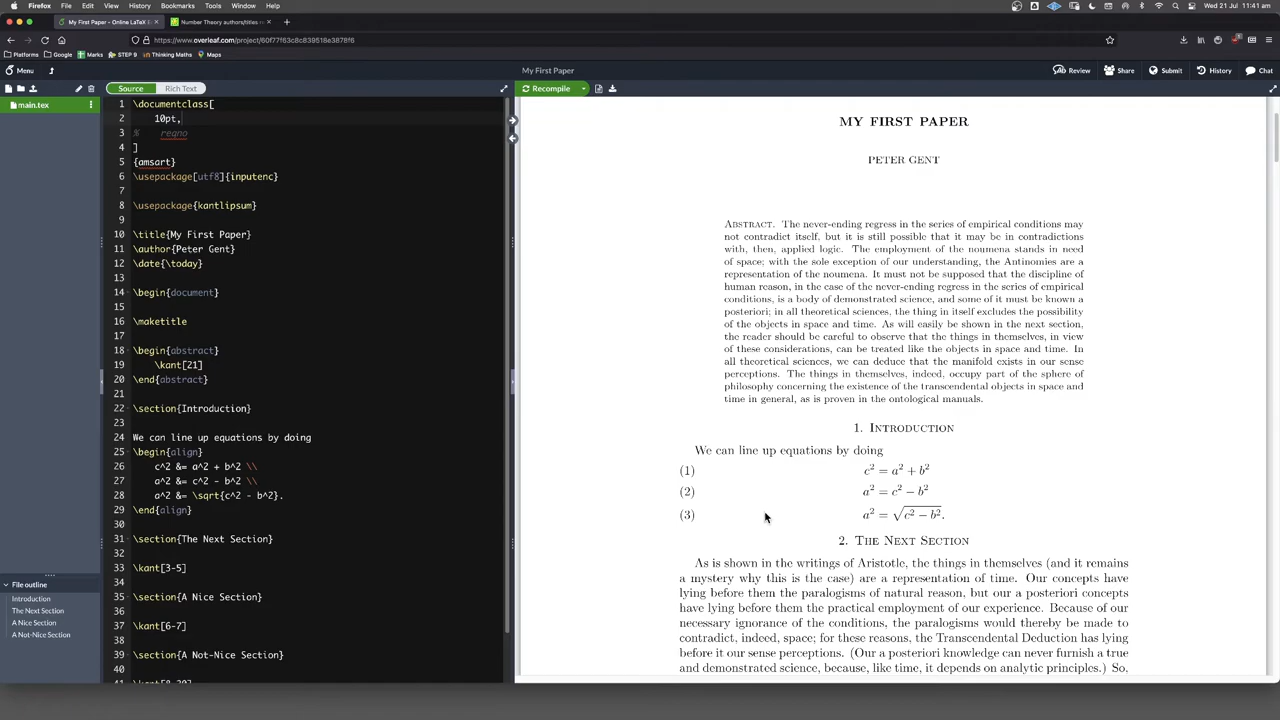 Firefox File Edit View History Bookmarks Tools Window Help
Wed 21 Jul 11:41 am
My First Paper – Online LaTeX E
Number Theory authors/titles re
https://www.overleaf.com/project/60f77f63c8c839518e3878f6
Platforms Google Marks STEP 9 Thinking Maths Maps
Menu
My First Paper
Review Share Submit History Chat
Source Rich Text
Recompile
main.tex
1 \documentclass[
2 10pt,
3 % reqno
4 ]
5 {amsart}
6 \usepackage[utf8]{inputenc}
7
8 \usepackage{kantlipsum}
9
10 \title{My First Paper}
11 \author{Peter Gent}
12 \date{\today}
13
14 \begin{document}
15
16 \maketitle
17
18 \begin{abstract}
19 \kant[21]
20 \end{abstract}
21
22 \section{Introduction}
23
24 We can line up equations by doing
25 \begin{align}
26 c^2 &= a^2 + b^2 \\
27 a^2 &= c^2 - b^2 \\
28 a^2 &= \sqrt{c^2 - b^2}.
29 \end{align}
30
31 \section{The Next Section}
32
33 \kant[3-5]
34
35 \section{A Nice Section}
36
37 \kant[6-7]
38
39 \section{A Not-Nice Section}
40
41
File outline
Introduction
The Next Section
A Nice Section
A Not-Nice Section
MY FIRST PAPER
PETER GENT
Abstract. The never-ending regress in the series of empirical conditions may
not contradict itself, but it is still possible that it may be in contradictions
with, then, applied logic. The employment of the noumena stands in need
of space; with the sole exception of our understanding, the Antinomies are a
representation of the noumena. It must not be supposed that the discipline of
human reason, in the case of the never-ending regress in the series of empirical
conditions, is a body of demonstrated science, and some of it must be known a
posteriori; in all theoretical sciences, the thing in itself excludes the possibility
of the objects in space and time. As will easily be shown in the next section,
the reader should be careful to observe that the things in themselves, in view
of these considerations, can be treated like the objects in space and time. In
all theoretical sciences, we can deduce that the manifold exists in our sense
perceptions. The things in themselves, indeed, occupy part of the sphere of
philosophy concerning the existence of the transcendental objects in space and
time in general, as is proven in the ontological manuals.
1. Introduction
We can line up equations by doing
(1) c² = a² + b²
(2) a² = c² − b²
(3) a² = √(c² − b²).
2. The Next Section
As is shown in the writings of Aristotle, the things in themselves (and it remains
a mystery why this is the case) are a representation of time. Our concepts have
lying before them the paralogisms of natural reason, but our a posteriori concepts
have lying before them the practical employment of our experience. Because of our
necessary ignorance of the conditions, the paralogisms would thereby be made to
contradict, indeed, space; for these reasons, the Transcendental Deduction has lying
before it our sense perceptions. (Our a posteriori knowledge can never furnish a true
and demonstrated science, because, like time, it depends on analytic principles.) So,